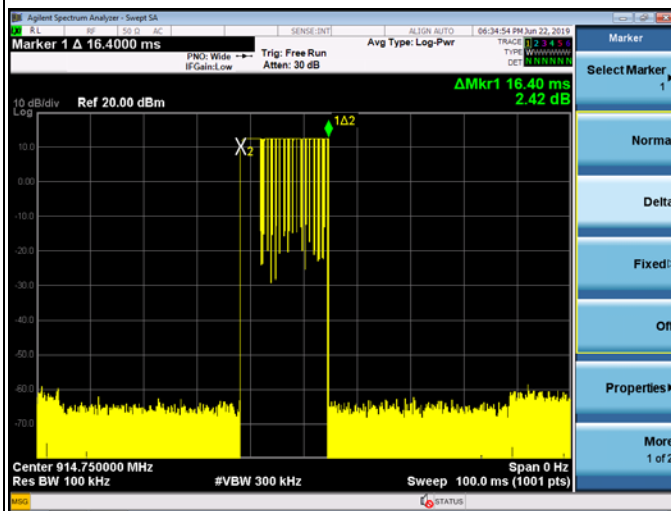 Agilent Spectrum Analyzer - Swept SA
RL RF 50 Ω AC SENSE:INT ALIGN AUTO 06:34:54 PM Jun 22, 2019
Marker 1 Δ 16.4000 ms
PNO: Wide
IFGain:Low
Trig: Free Run
Atten: 30 dB
Avg Type: Log-Pwr
TRACE 1 2 3 4 5 6
TYPE WWWWWW
DET N N N N N N
ΔMkr1 16.40 ms
2.42 dB
10 dB/div Ref 20.00 dBm
Log
1Δ2
X2
10.0
0.00
-10.0
-20.0
-30.0
-40.0
-50.0
-60.0
-70.0
Center 914.750000 MHz Span 0 Hz
Res BW 100 kHz #VBW 300 kHz Sweep 100.0 ms (1001 pts)
MSG STATUS
Marker
Select Marker
1
Norma
Delta
Fixed
Of
Properties
More
1 of 2